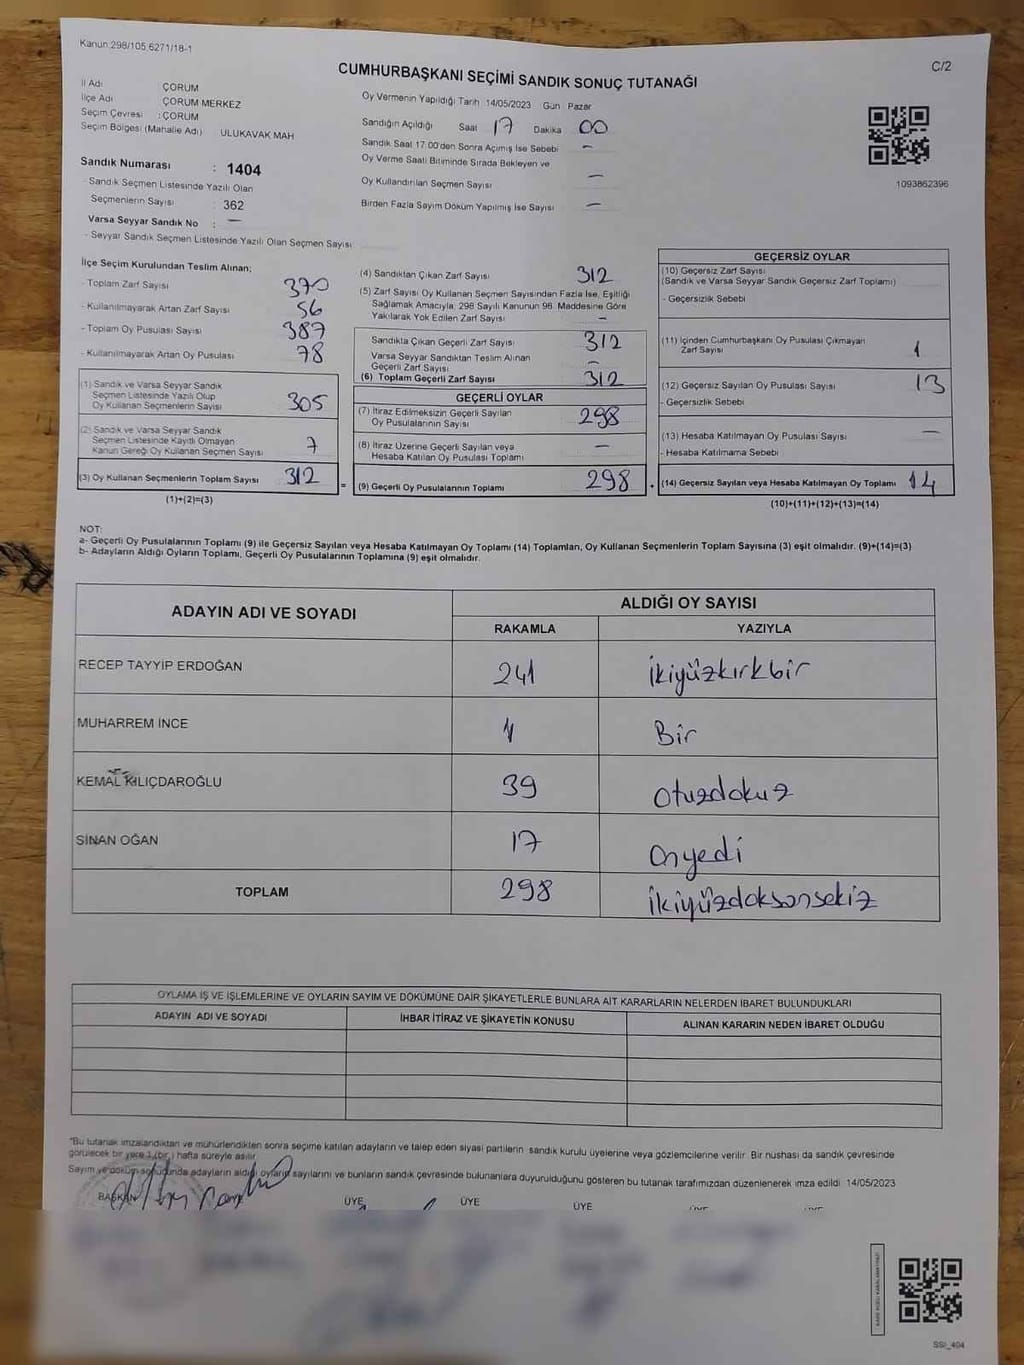 Kanun:298/105 6271/18-1
C/2
CUMHURBAŞKANI SEÇİMİ SANDIK SONUÇ TUTANAĞI
İl Adı ÇORUM
İlçe Adı ÇORUM MERKEZ
Seçim Çevresi : ÇORUM
Seçim Bölgesi (Mahalle Adı) ULUKAVAK MAH
Oy Vermenin Yapıldığı Tarih 14/05/2023 Gün Pazar
Sandığın Açıldığı Saat 17 Dakika 00
Sandık Saat 17.00'den Sonra Açımış İse Sebebi –
Oy Verme Saati Bitiminde Sırada Bekleyen ve
Oy Kullandırılan Seçmen Sayısı –
Birden Fazla Sayım Döküm Yapılmış İse Sayısı –
1093862396
Sandık Numarası : 1404
- Sandık Seçmen Listesinde Yazılı Olan
Seçmenlerin Sayısı : 362
Varsa Seyyar Sandık No : –
- Seyyar Sandık Seçmen Listesinde Yazılı Olan Seçmen Sayısı
İlçe Seçim Kurulundan Teslim Alınan;
- Toplam Zarf Sayısı 370
- Kullanılmayarak Artan Zarf Sayısı 56
- Toplam Oy Pusulası Sayısı 387
- Kullanılmayarak Artan Oy Pusulası 78
(1) Sandık ve Varsa Seyyar Sandık
Seçmen Listesinde Yazılı Olup
Oy Kullanan Seçmenlerin Sayısı 305
(2) Sandık ve Varsa Seyyar Sandık
Seçmen Listesinde Kayıtlı Olmayan
Kanun Gereği Oy Kullanan Seçmen Sayısı 7
(3) Oy Kullanan Seçmenlerin Toplam Sayısı 312
(1)+(2)=(3)
(4) Sandıktan Çıkan Zarf Sayısı 312
(5) Zarf Sayısı Oy Kullanan Seçmen Sayısından Fazla İse, Eşitliği
Sağlamak Amacıyla; 298 Sayılı Kanunun 98. Maddesine Göre
Yakılarak Yok Edilen Zarf Sayısı –
Sandıkta Çıkan Geçerli Zarf Sayısı 312
Varsa Seyyar Sandıktan Teslim Alınan
Geçerli Zarf Sayısı –
(6) Toplam Geçerli Zarf Sayısı 312
GEÇERLİ OYLAR
(7) İtiraz Edilmeksizin Geçerli Sayılan
Oy Pusulalarının Sayısı 298
(8) İtiraz Üzerine Geçerli Sayılan veya
Hesaba Katılan Oy Pusulası Toplamı –
= (9) Geçerli Oy Pusulalarının Toplamı 298
GEÇERSİZ OYLAR
(10) Geçersiz Zarf Sayısı
(Sandık ve Varsa Seyyar Sandık Geçersiz Zarf Toplamı)
- Geçersizlik Sebebi
(11) İçinden Cumhurbaşkanı Oy Pusulası Çıkmayan
Zarf Sayısı 1
(12) Geçersiz Sayılan Oy Pusulası Sayısı 13
- Geçersizlik Sebebi
(13) Hesaba Katılmayan Oy Pusulası Sayısı –
- Hesaba Katılmama Sebebi
(14) Geçersiz Sayılan veya Hesaba Katılmayan Oy Toplamı 14
(10)+(11)+(12)+(13)=(14)
NOT:
a- Geçerli Oy Pusulalarının Toplamı (9) ile Geçersiz Sayılan veya Hesaba Katılmayan Oy Toplamı (14) Toplamları, Oy Kullanan Seçmenlerin Toplam Sayısına (3) eşit olmalıdır. (9)+(14)=(3)
b- Adayların Aldığı Oyların Toplamı, Geçerli Oy Pusulalarının Toplamına (9) eşit olmalıdır.
ADAYIN ADI VE SOYADI ALDIĞI OY SAYISI
RAKAMLA YAZIYLA
RECEP TAYYİP ERDOĞAN 241 ikiyüzkırkbir
MUHARREM İNCE 1 Bir
KEMAL KILIÇDAROĞLU 39 otuzdokuz
SİNAN OĞAN 17 onyedi
TOPLAM 298 ikiyüzdoksansekiz
OYLAMA İŞ VE İŞLEMLERİNE VE OYLARIN SAYIM VE DÖKÜMÜNE DAİR ŞİKAYETLERLE BUNLARA AİT KARARLARIN NELERDEN İBARET BULUNDUKLARI
ADAYIN ADI VE SOYADI İHBAR İTİRAZ VE ŞİKAYETİN KONUSU ALINAN KARARIN NEDEN İBARET OLDUĞU
"Bu tutanak imzalandıktan ve mühürlendikten sonra seçime katılan adayların ve talep eden siyasi partilerin sandık kurulu üyelerine veya gözlemcilerine verilir. Bir nüshası da sandık çevresinde
görülecek bir yere 1 (bir) hafta süreyle asılır.
Sayım ve döküm sonucunda adayların aldığı oyların sayılarını ve bunların sandık çevresinde bulunanlara duyurulduğunu gösteren bu tutanak tarafımızdan düzenlenerek imza edildi 14/05/2023
BAŞKAN ÜYE ÜYE ÜYE
SSI_404